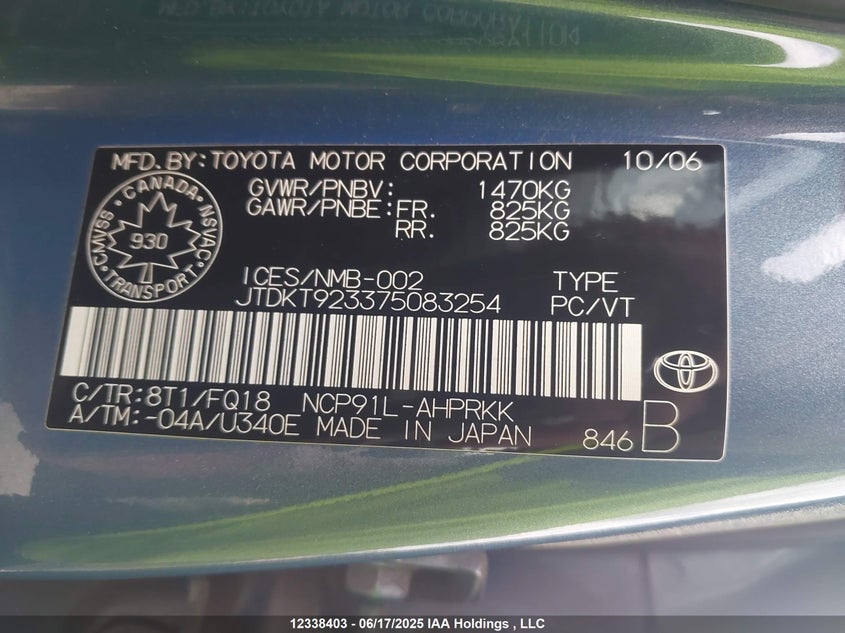 MFD.BY:TOYOTA MOTOR CORPORATION 10/06
GVWR/PNBV: 1470KG
GAWR/PNBE:FR. 825KG
RR. 825KG
CANADA
CMVSS 930 NSVAC
TRANSPORT
ICES/NMB-002 TYPE
JTDKT923375083254 PC/VT
C/TR:8T1/FQ18 NCP91L-AHPRKK
A/TM:-04A/U340E MADE IN JAPAN 846 B
12338403 - 06/17/2025 IAA Holdings , LLC